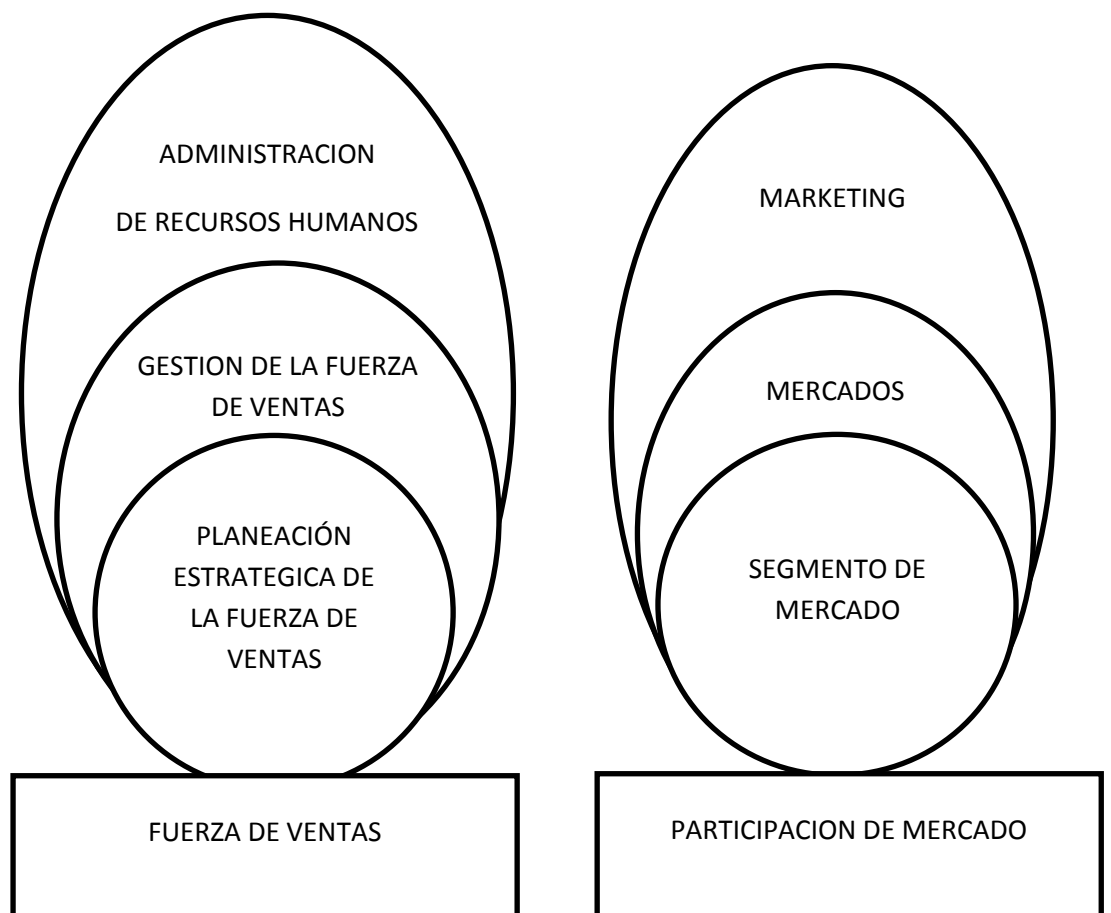 ADMINISTRACION
DE RECURSOS HUMANOS
GESTION DE LA FUERZA
DE VENTAS
PLANEACIÓN
ESTRATEGICA DE
LA FUERZA DE
VENTAS
FUERZA DE VENTAS
MARKETING
MERCADOS
SEGMENTO DE
MERCADO
PARTICIPACION DE MERCADO